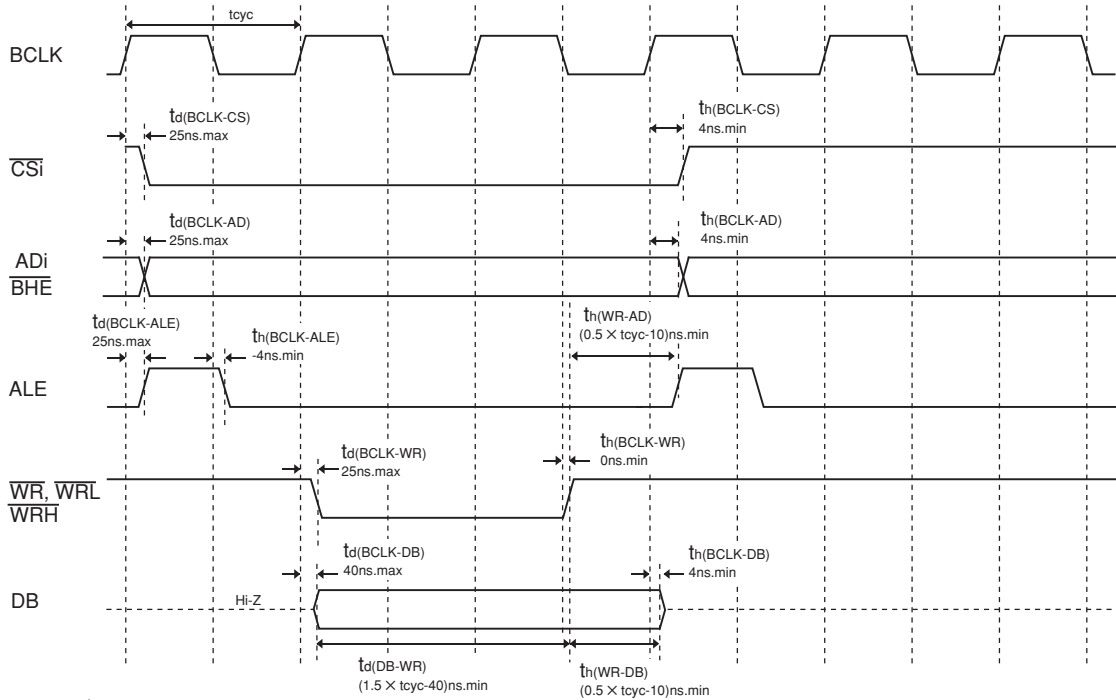 tcyc
BCLK
td(BCLK-CS)
25ns.max
th(BCLK-CS)
4ns.min
CSi
td(BCLK-AD)
25ns.max
th(BCLK-AD)
4ns.min
ADi
BHE
td(BCLK-ALE)
25ns.max
th(BCLK-ALE)
-4ns.min
th(WR-AD)
(0.5 × tcyc-10)ns.min
ALE
td(BCLK-WR)
25ns.max
th(BCLK-WR)
0ns.min
WR, WRL
WRH
td(BCLK-DB)
40ns.max
th(BCLK-DB)
4ns.min
DB
Hi-Z
td(DB-WR)
(1.5 × tcyc-40)ns.min
th(WR-DB)
(0.5 × tcyc-10)ns.min